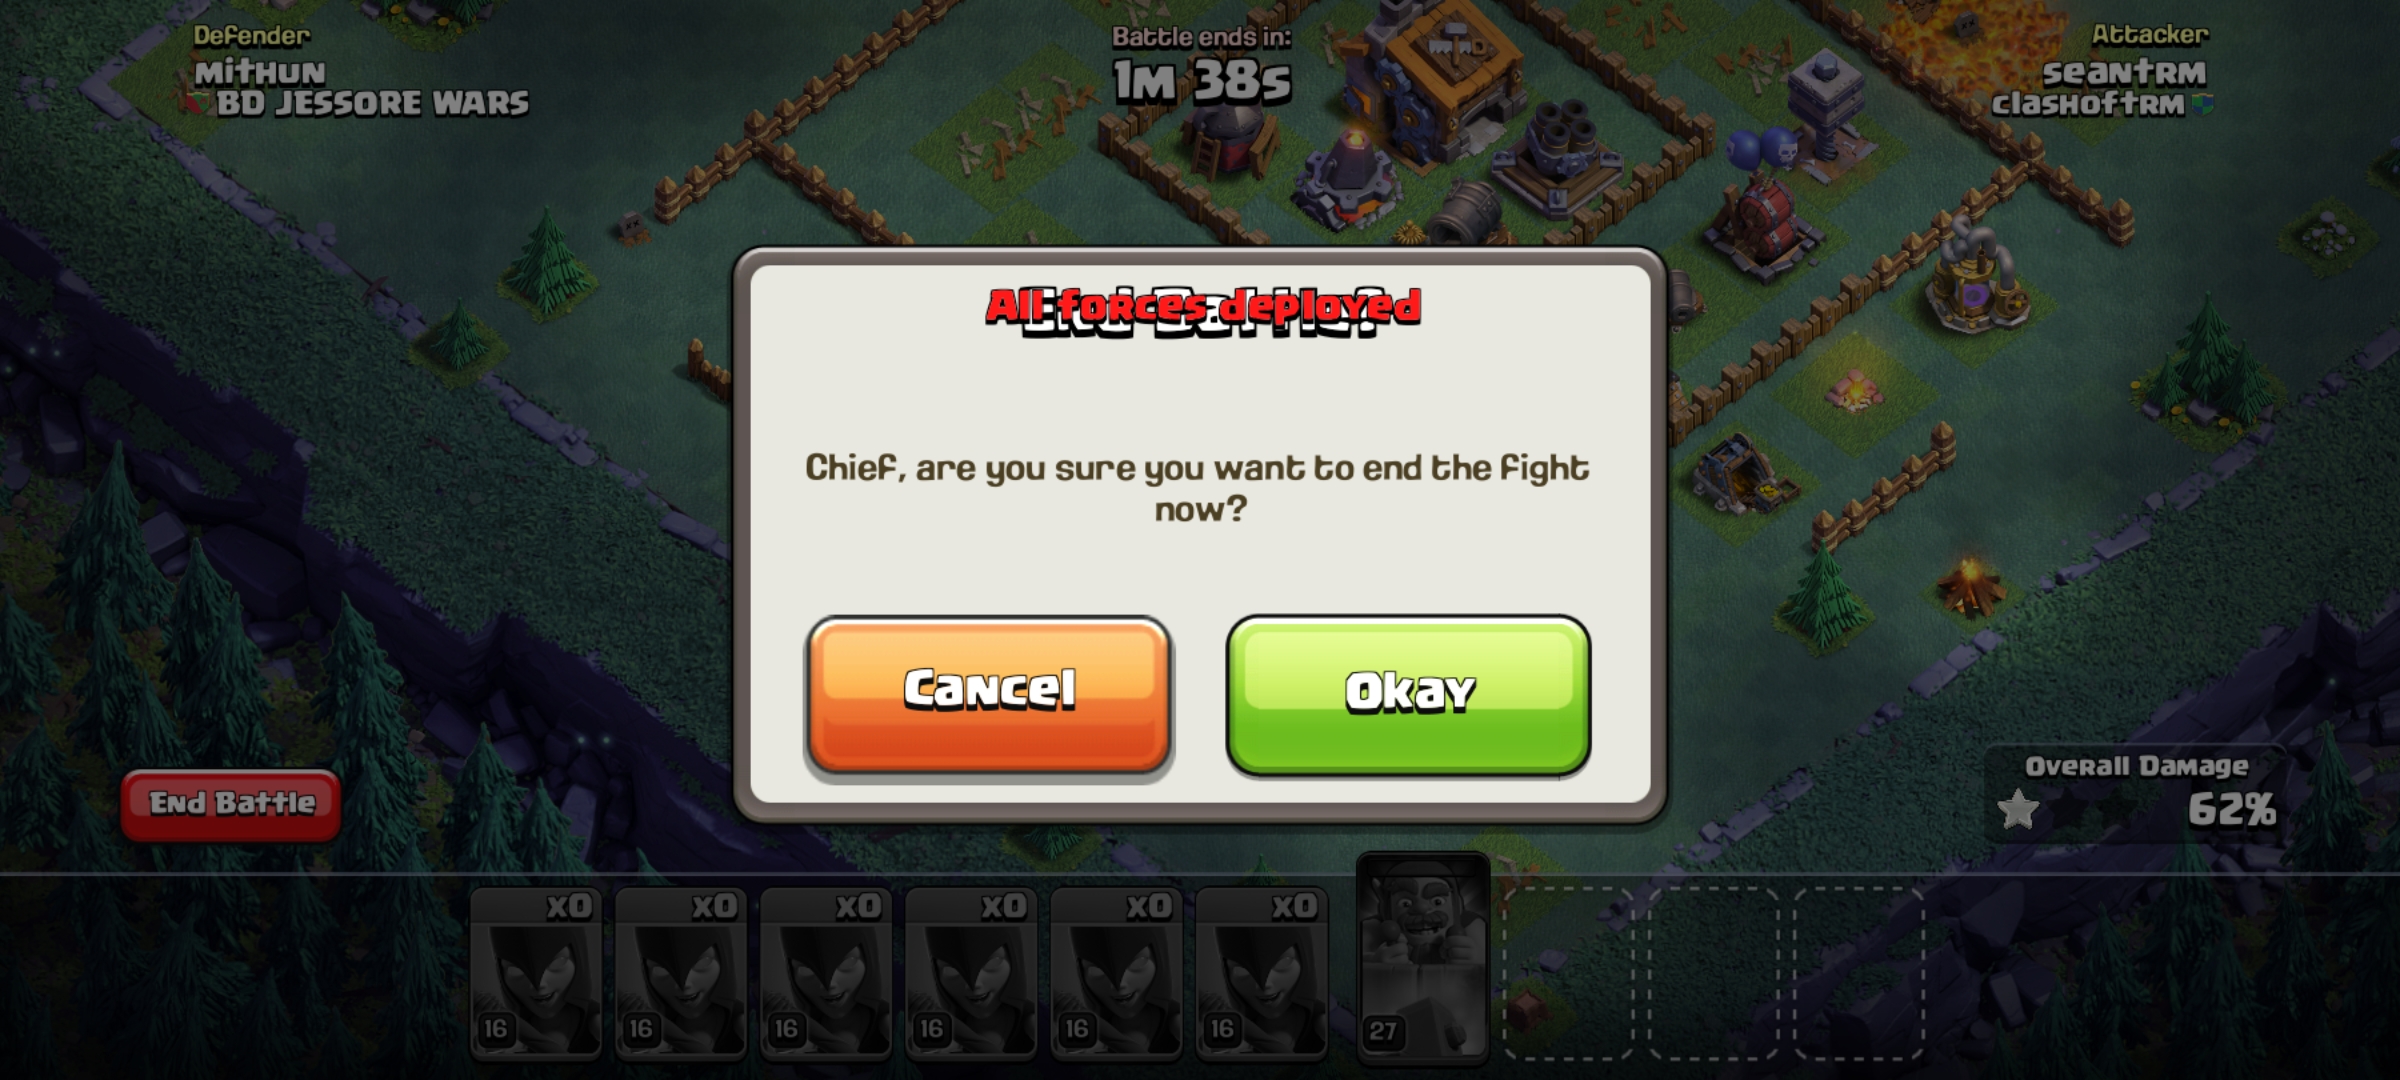 Defender
MitHUN
BD JESSORE WARS
Battle ends in:
1M 38s
Attacker
seantRM
clashoftRM
All forces deployed
End Battle?
Chief, are you sure you want to end the fight
now?
Cancel
Okay
End Battle
Overall Damage
62%
x0 x0 x0 x0 x0 x0
16 16 16 16 16 16 27